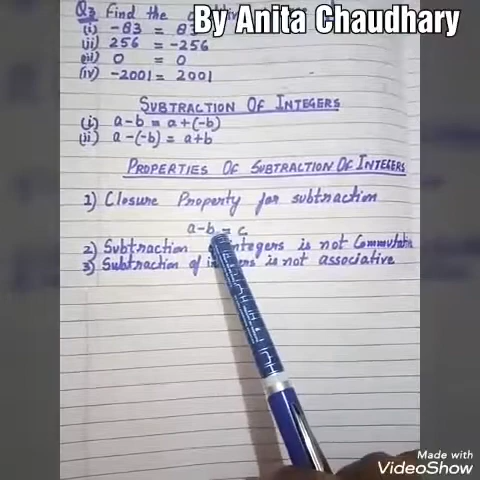 By Anita Chaudhary
Q3 Find the
(i) -83 = 83
(ii) 256 = -256
(iii) 0 = 0
(iv) -2001 = 2001
SUBTRACTION OF INTEGERS
(i) a-b = a+(-b)
(ii) a-(-b) = a+b
PROPERTIES OF SUBTRACTION OF INTEGERS
1) Closure Property for subtraction
a-b = c
2) Subtraction Integers is not Commutativ
3) Subtraction of is not associative
Made with
VideoShow